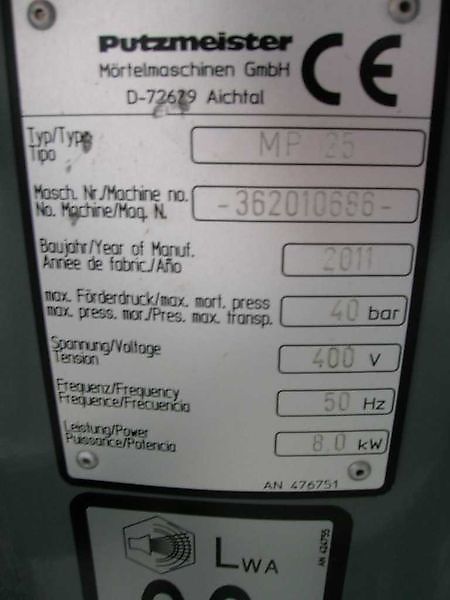 Putzmeister
Mörtelmaschinen GmbH
D-72629 Aichtal
CE
Typ/Type
Tipo
MP 25
Masch. Nr./Machine no.
No. Machine/Maq. N.
-362010666-
Baujahr/Year of Manuf.
Année de fabric./Año
2011
max. Förderdruck/max. mort. press
max. press. mor./Pres. max. transp.
40 bar
Spannung/Voltage
Tension
400 V
Frequenz/Frequency
Fréquence/Frecuencia
50 Hz
Leistung/Power
Puissance/Potencia
8.0 kW
AN 476751
LWA